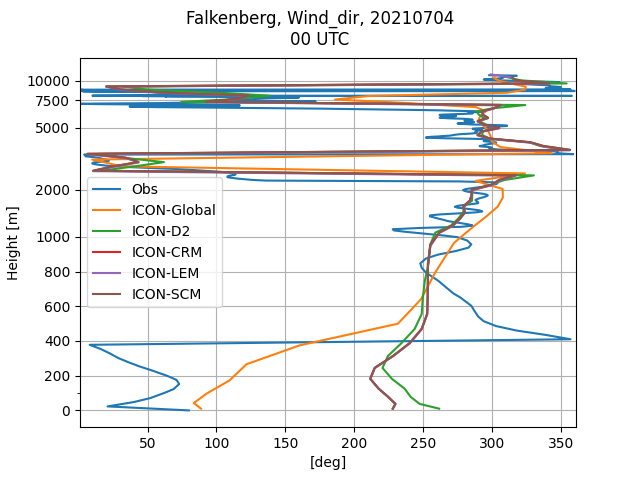 Falkenberg, Wind_dir, 20210704
00 UTC
Height [m]
10000
7500
5000
2000
1000
800
600
400
200
0
Obs
ICON-Global
ICON-D2
ICON-CRM
ICON-LEM
ICON-SCM
50
100
150
200
250
300
350
[deg]